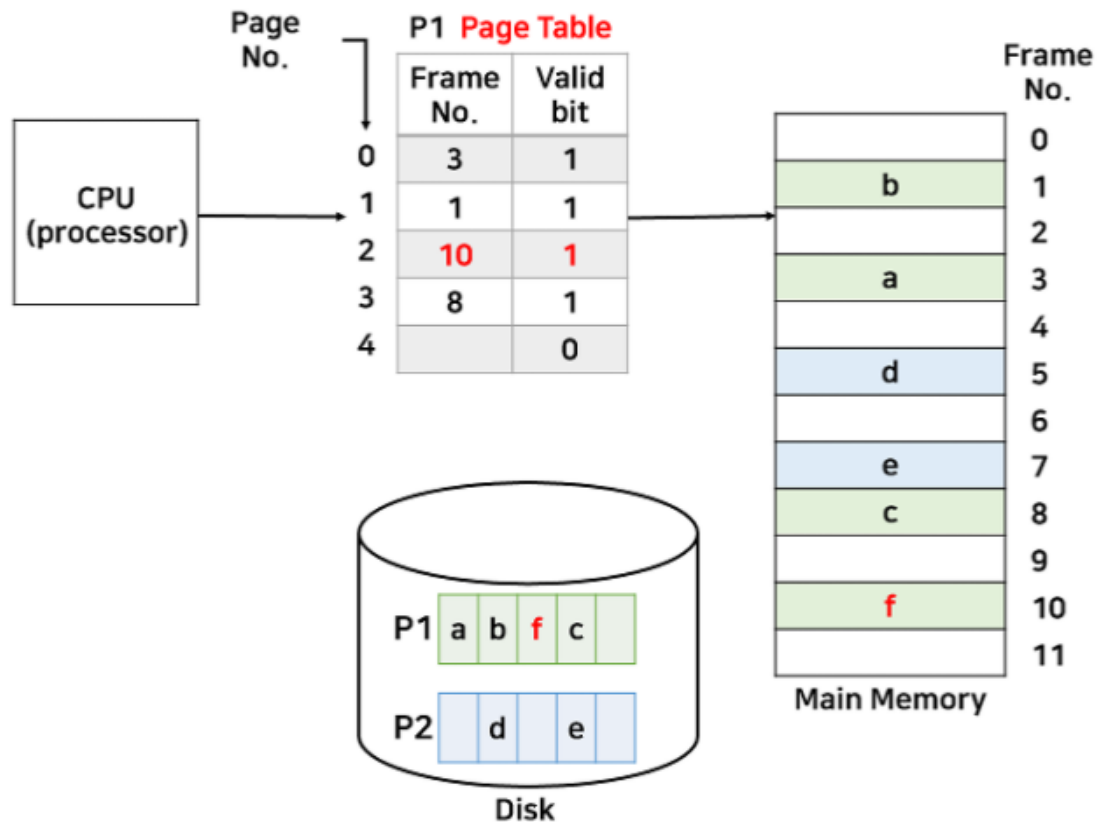 Page
No.
P1 Page Table
Frame
No.
Valid
bit
0 3 1
1 1 1
2 10 1
3 8 1
4 0
CPU
(processor)
Frame
No.
0
b 1
2
a 3
4
d 5
6
e 7
c 8
9
f 10
11
Main Memory
P1 a b f c
P2 d e
Disk